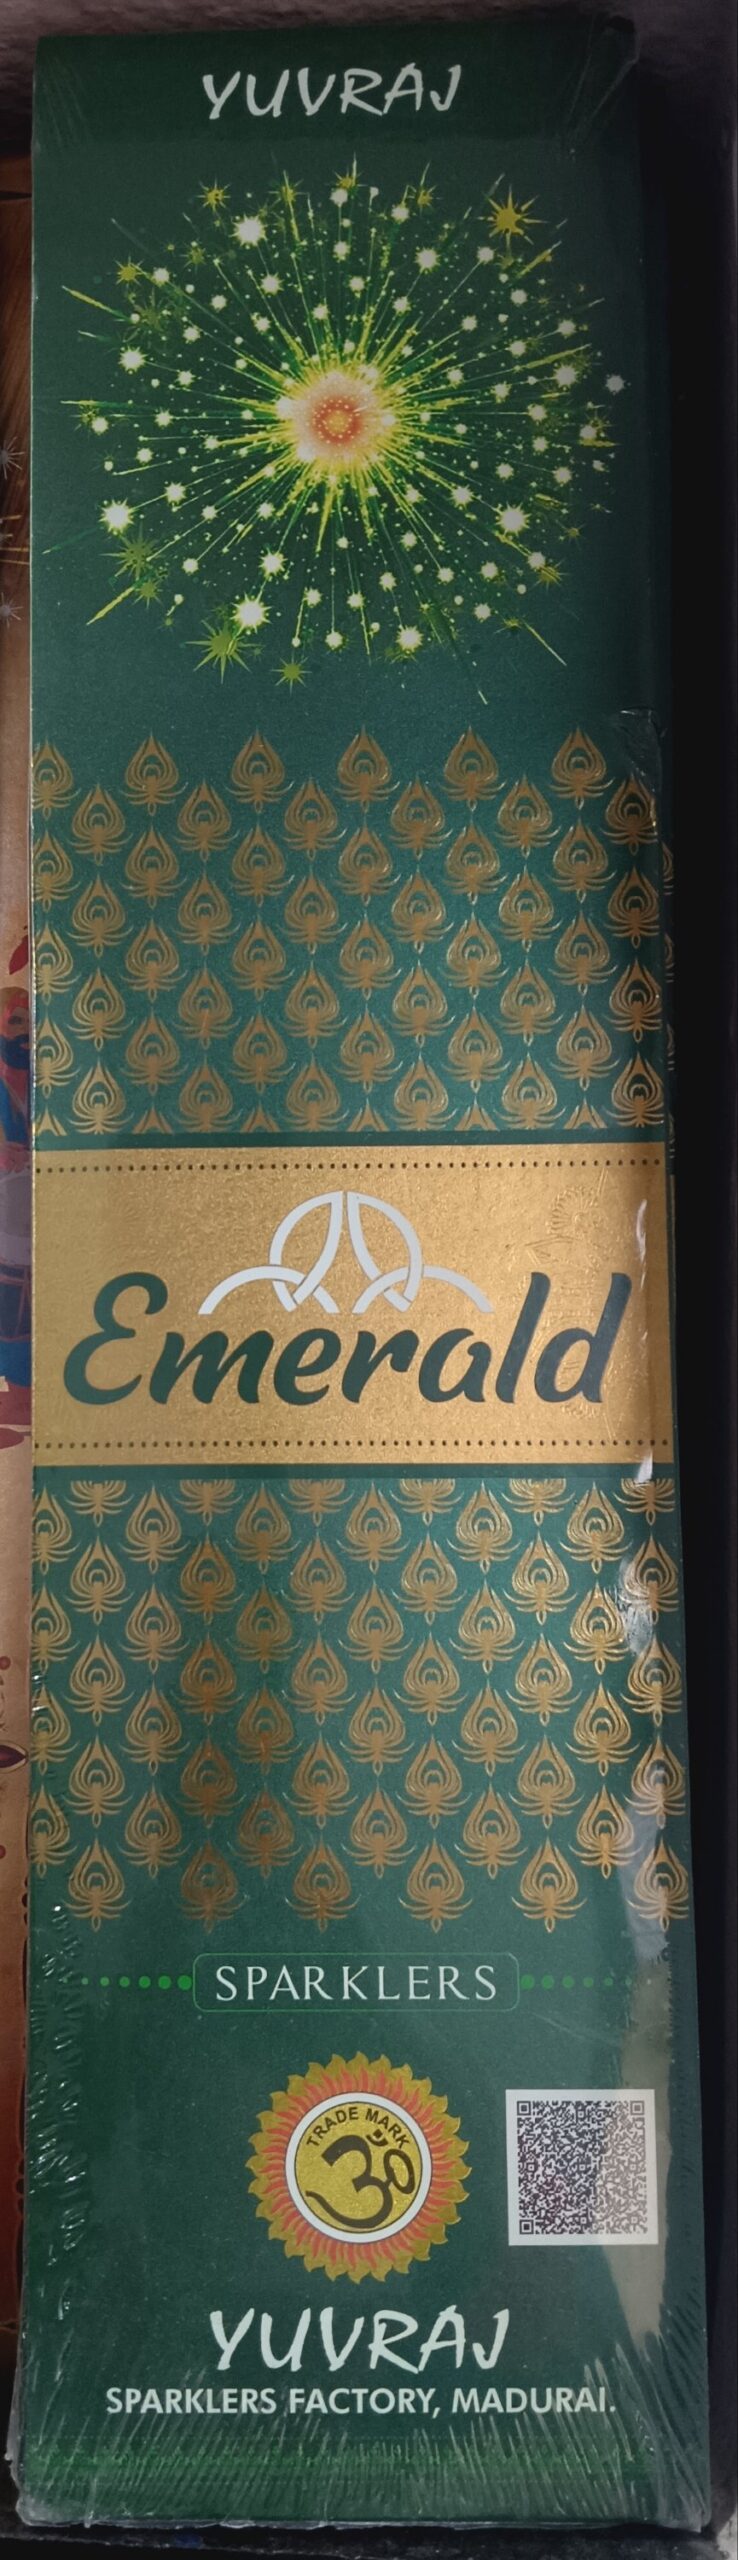 YUVRAJ
Emerald
SPARKLERS
TRADE MARK
ॐ
YUVRAJ
SPARKLERS FACTORY, MADURAI.